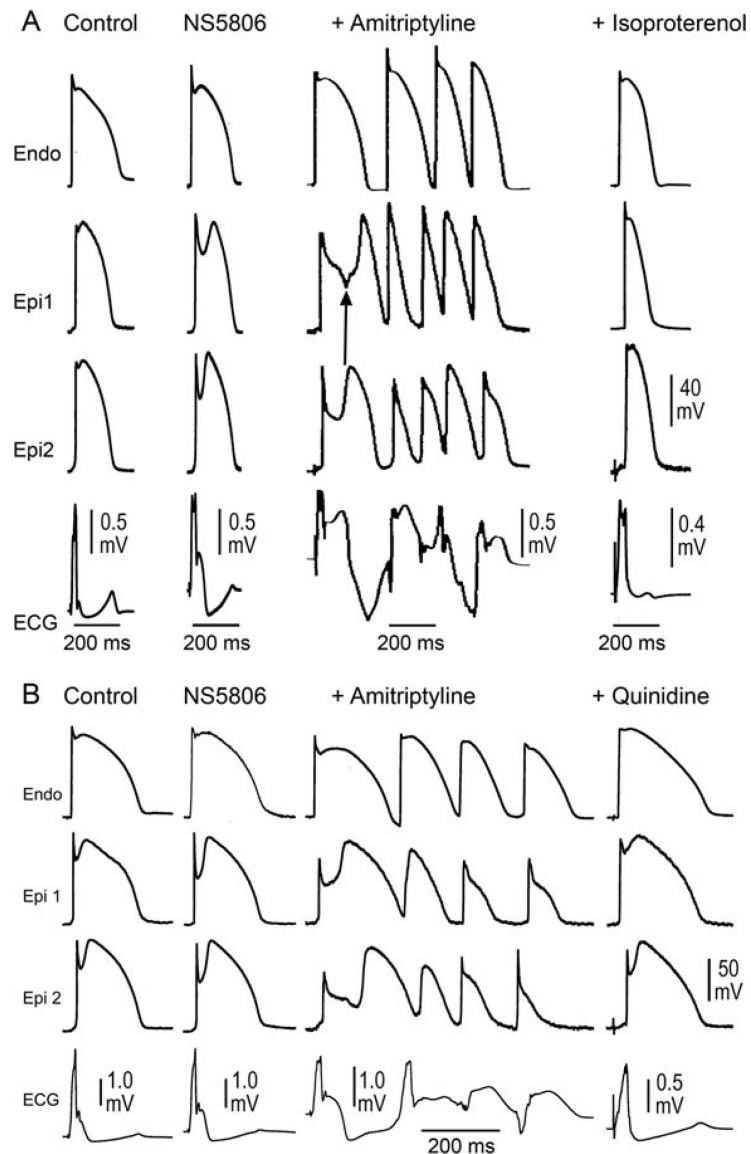 A Control NS5806 + Amitriptyline + Isoproterenol
Endo
Epi1
Epi2
40
mV
0.5
mV
0.5
mV
0.5
mV
0.4
mV
ECG
200 ms 200 ms 200 ms 200 ms
B Control NS5806 + Amitriptyline + Quinidine
Endo
Epi 1
Epi 2
50
mV
ECG
1.0
mV
1.0
mV
1.0
mV
0.5
mV
200 ms